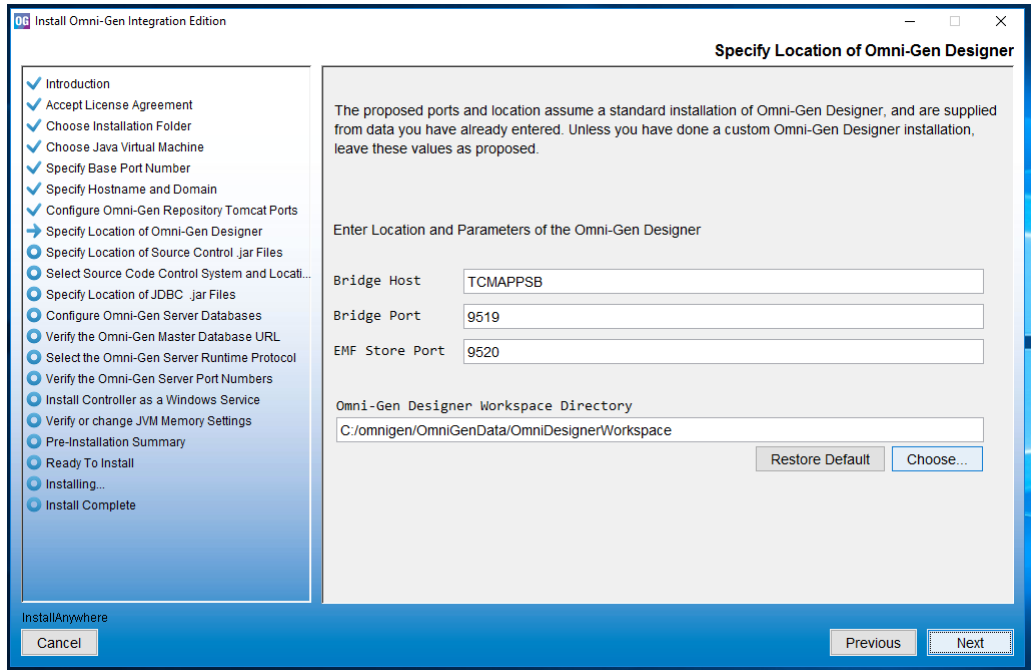 OG Install Omni-Gen Integration Edition
Specify Location of Omni-Gen Designer
Introduction
Accept License Agreement
Choose Installation Folder
Choose Java Virtual Machine
Specify Base Port Number
Specify Hostname and Domain
Configure Omni-Gen Repository Tomcat Ports
Specify Location of Omni-Gen Designer
Specify Location of Source Control .jar Files
Select Source Code Control System and Locati...
Specify Location of JDBC .jar Files
Configure Omni-Gen Server Databases
Verify the Omni-Gen Master Database URL
Select the Omni-Gen Server Runtime Protocol
Verify the Omni-Gen Server Port Numbers
Install Controller as a Windows Service
Verify or change JVM Memory Settings
Pre-Installation Summary
Ready To Install
Installing...
Install Complete
The proposed ports and location assume a standard installation of Omni-Gen Designer, and are supplied
from data you have already entered. Unless you have done a custom Omni-Gen Designer installation,
leave these values as proposed.
Enter Location and Parameters of the Omni-Gen Designer
Bridge Host TCMAPPSB
Bridge Port 9519
EMF Store Port 9520
Omni-Gen Designer Workspace Directory
C:/omnigen/OmniGenData/OmniDesignerWorkspace
Restore Default Choose...
InstallAnywhere
Cancel Previous Next